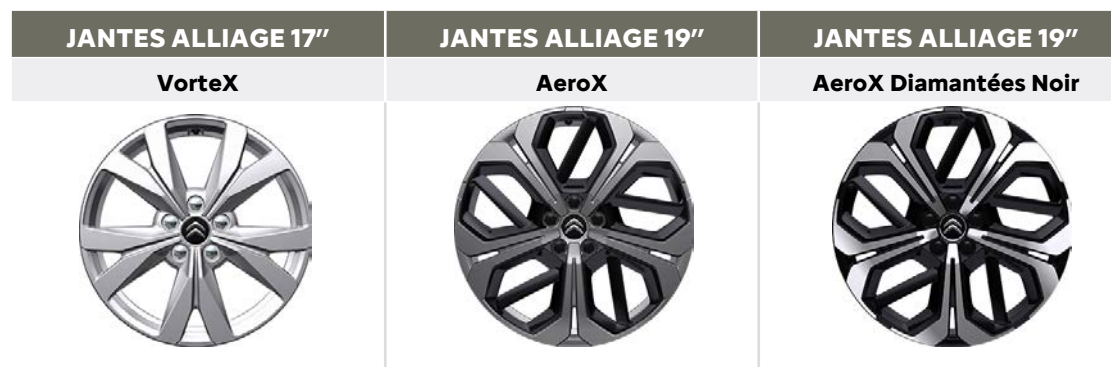 JANTES ALLIAGE 17’’ JANTES ALLIAGE 19’’ JANTES ALLIAGE 19’’
VorteX AeroX AeroX Diamantées Noir